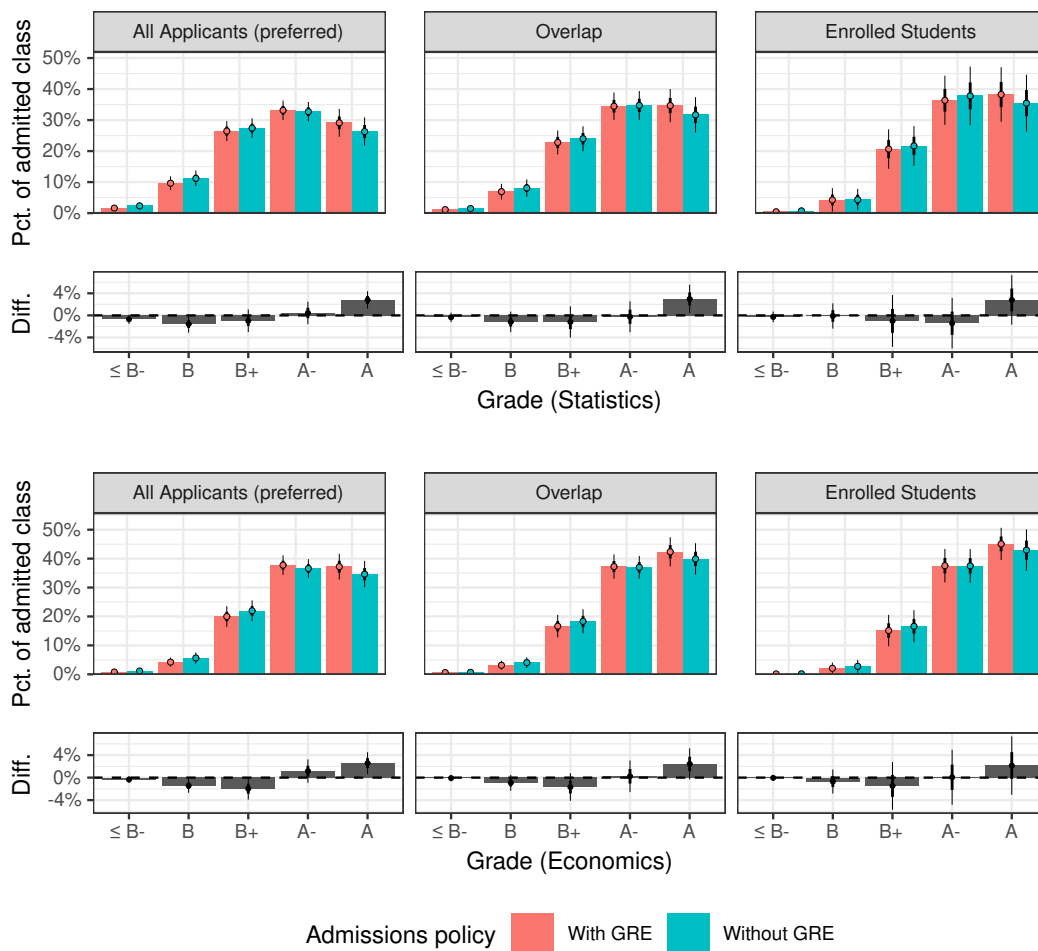 All Applicants (preferred) Overlap Enrolled Students
Pct. of admitted class
50%
40%
30%
20%
10%
0%
Diff.
4%
0%
-4%
≤ B- B B+ A- A ≤ B- B B+ A- A ≤ B- B B+ A- A
Grade (Statistics)
All Applicants (preferred) Overlap Enrolled Students
Pct. of admitted class
50%
40%
30%
20%
10%
0%
Diff.
4%
0%
-4%
≤ B- B B+ A- A ≤ B- B B+ A- A ≤ B- B B+ A- A
Grade (Economics)
Admissions policy With GRE Without GRE